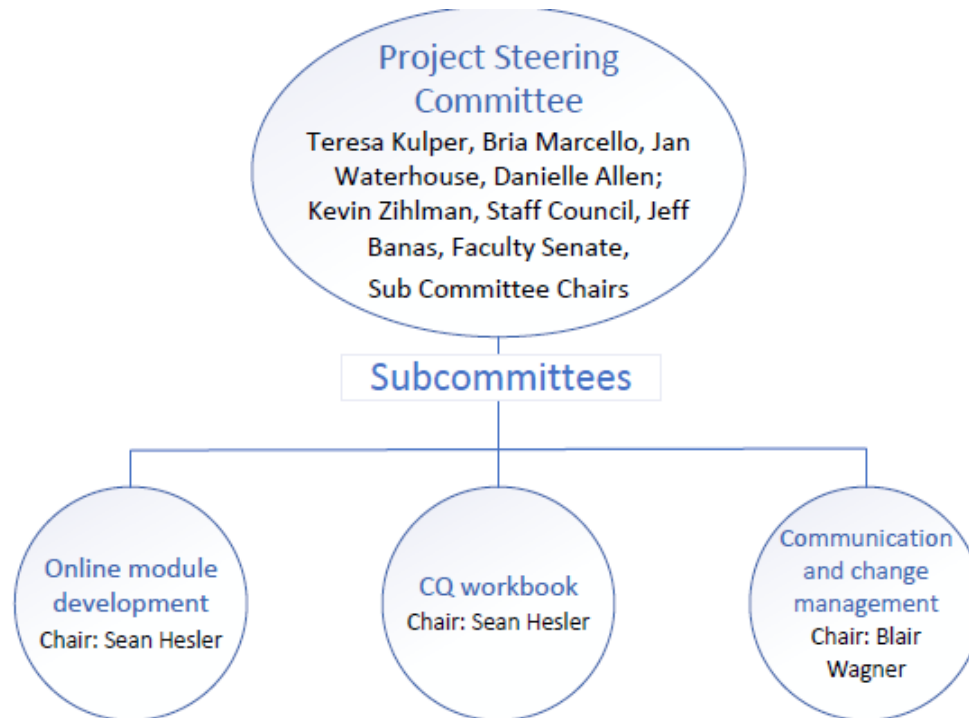 Project Steering
Committee
Teresa Kulper, Bria Marcello, Jan
Waterhouse, Danielle Allen;
Kevin Zihlman, Staff Council, Jeff
Banas, Faculty Senate,
Sub Committee Chairs
Subcommittees
Online module
development
Chair: Sean Hesler
CQ workbook
Chair: Sean Hesler
Communication
and change
management
Chair: Blair
Wagner